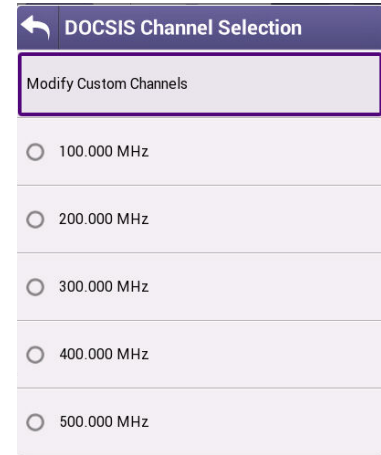 DOCSIS Channel Selection
Modify Custom Channels
100.000 MHz
200.000 MHz
300.000 MHz
400.000 MHz
500.000 MHz